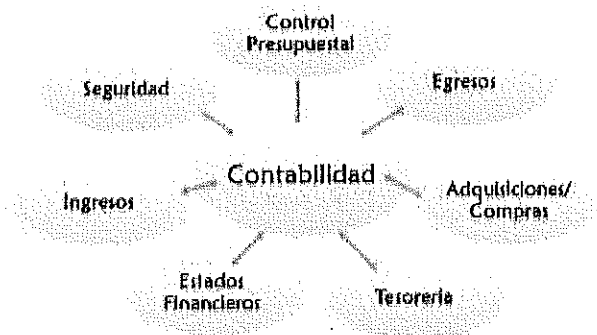 Control
Presupuestal
Seguridad
Egresos
Contabilidad
Ingresos
Adquisiciones/
Compras
Estados
Financieros
Tesorería